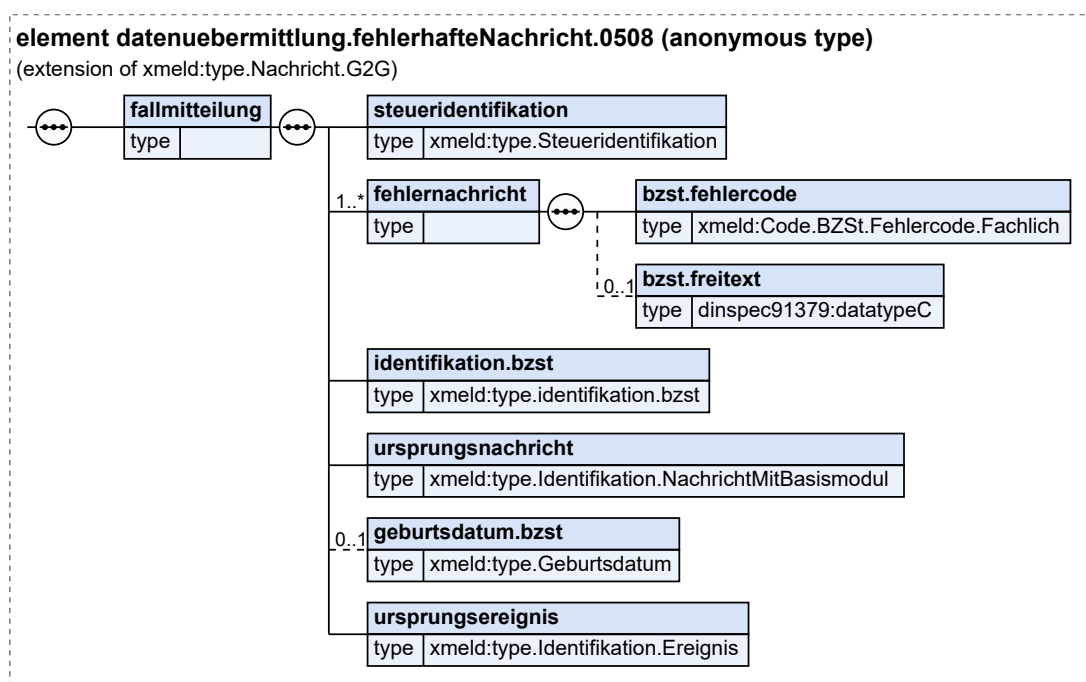 element datenuebermittlung.fehlerhafteNachricht.0508 (anonymous type)
(extension of xmeld:type.Nachricht.G2G)
fallmitteilung
type
steueridentifikation
type xmeld:type.Steueridentifikation
1..*
fehlernachricht
type
bzst.fehlercode
type xmeld:Code.BZSt.Fehlercode.Fachlich
0..1
bzst.freitext
type dinspec91379:datatypeC
identifikation.bzst
type xmeld:type.identifikation.bzst
ursprungsnachricht
type xmeld:type.Identifikation.NachrichtMitBasismodul
0..1
geburtsdatum.bzst
type xmeld:type.Geburtsdatum
ursprungsereignis
type xmeld:type.Identifikation.Ereignis